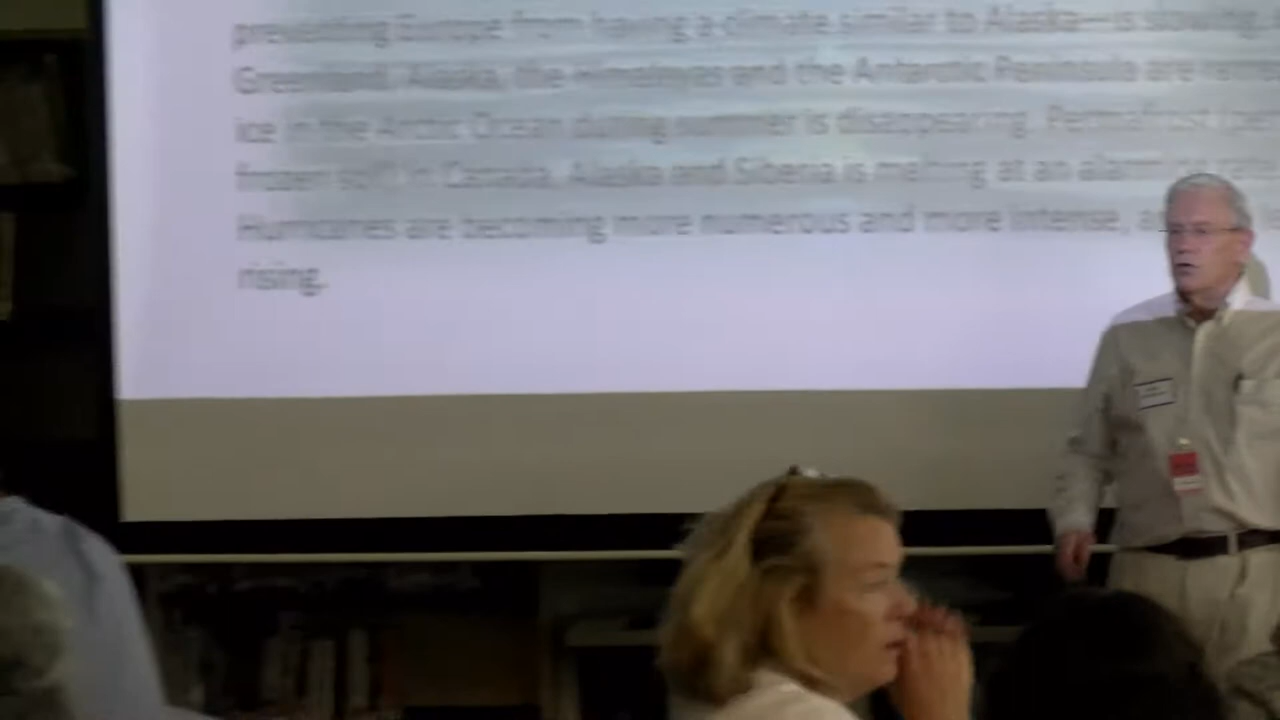 preventing Europe from having a climate similar to Alaska—is slowing
Greenland, Alaska, the Himalayas and the Antarctic Peninsula are
ice in the Arctic Ocean during summer is disappearing. Permafrost
frozen soil in Canada, Alaska and Siberia is melting at an alarming
Hurricanes are becoming more numerous and more intense,
rising.